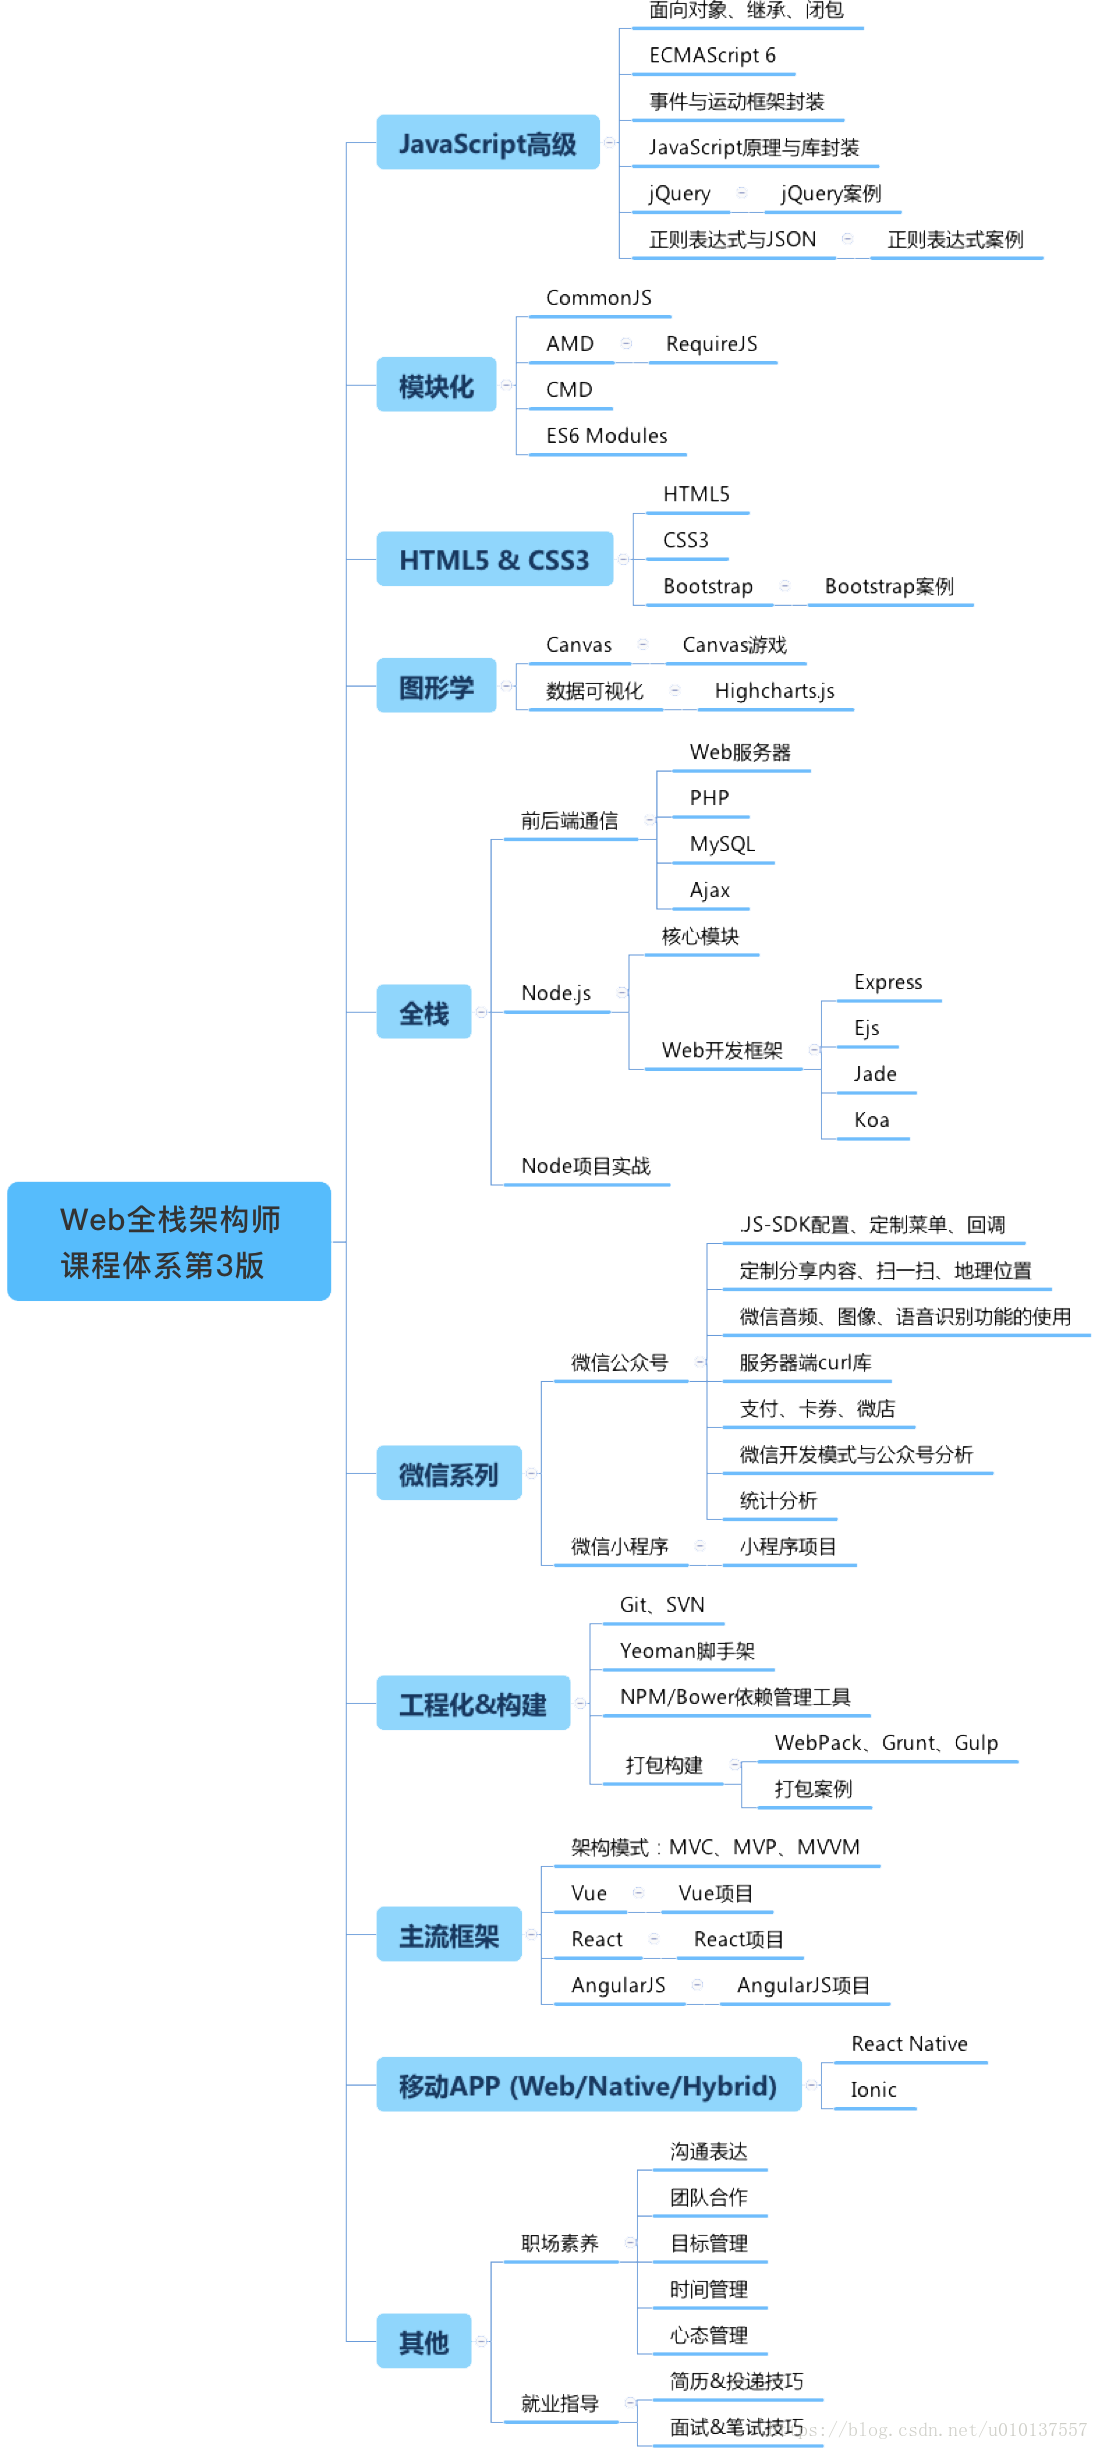 面向对象、继承、闭包
ECMAScript 6
事件与运动框架封装
JavaScript高级
JavaScript原理与库封装
jQuery
jQuery案例
正则表达式与JSON
正则表达式案例
CommonJS
AMD
RequireJS
模块化
CMD
ES6 Modules
HTML5
HTML5 & CSS3
CSS3
Bootstrap
Bootstrap案例
图形学
Canvas
Canvas游戏
数据可视化
Highcharts.js
Web服务器
前后端通信
PHP
MySQL
Ajax
核心模块
全栈
Node.js
Express
Web开发框架
Ejs
Jade
Koa
Node项目实战
Web全栈架构师
课程体系第3版
JS-SDK配置、定制菜单、回调
定制分享内容、扫一扫、地理位置
微信音频、图像、语音识别功能的使用
微信公众号
服务器端curl库
支付、卡券、微店
微信开发模式与公众号分析
微信系列
统计分析
微信小程序
小程序项目
Git、SVN
Yeoman脚手架
工程化&构建
NPM/Bower依赖管理工具
打包构建
WebPack、Grunt、Gulp
打包案例
架构模式：MVC、MVP、MVVM
Vue
Vue项目
主流框架
React
React项目
AngularJS
AngularJS项目
React Native
移动APP (Web/Native/Hybrid)
Ionic
沟通表达
团队合作
职场素养
目标管理
时间管理
心态管理
其他
简历&投递技巧
就业指导
面试&笔试技巧
https://blog.csdn.net/u010137557